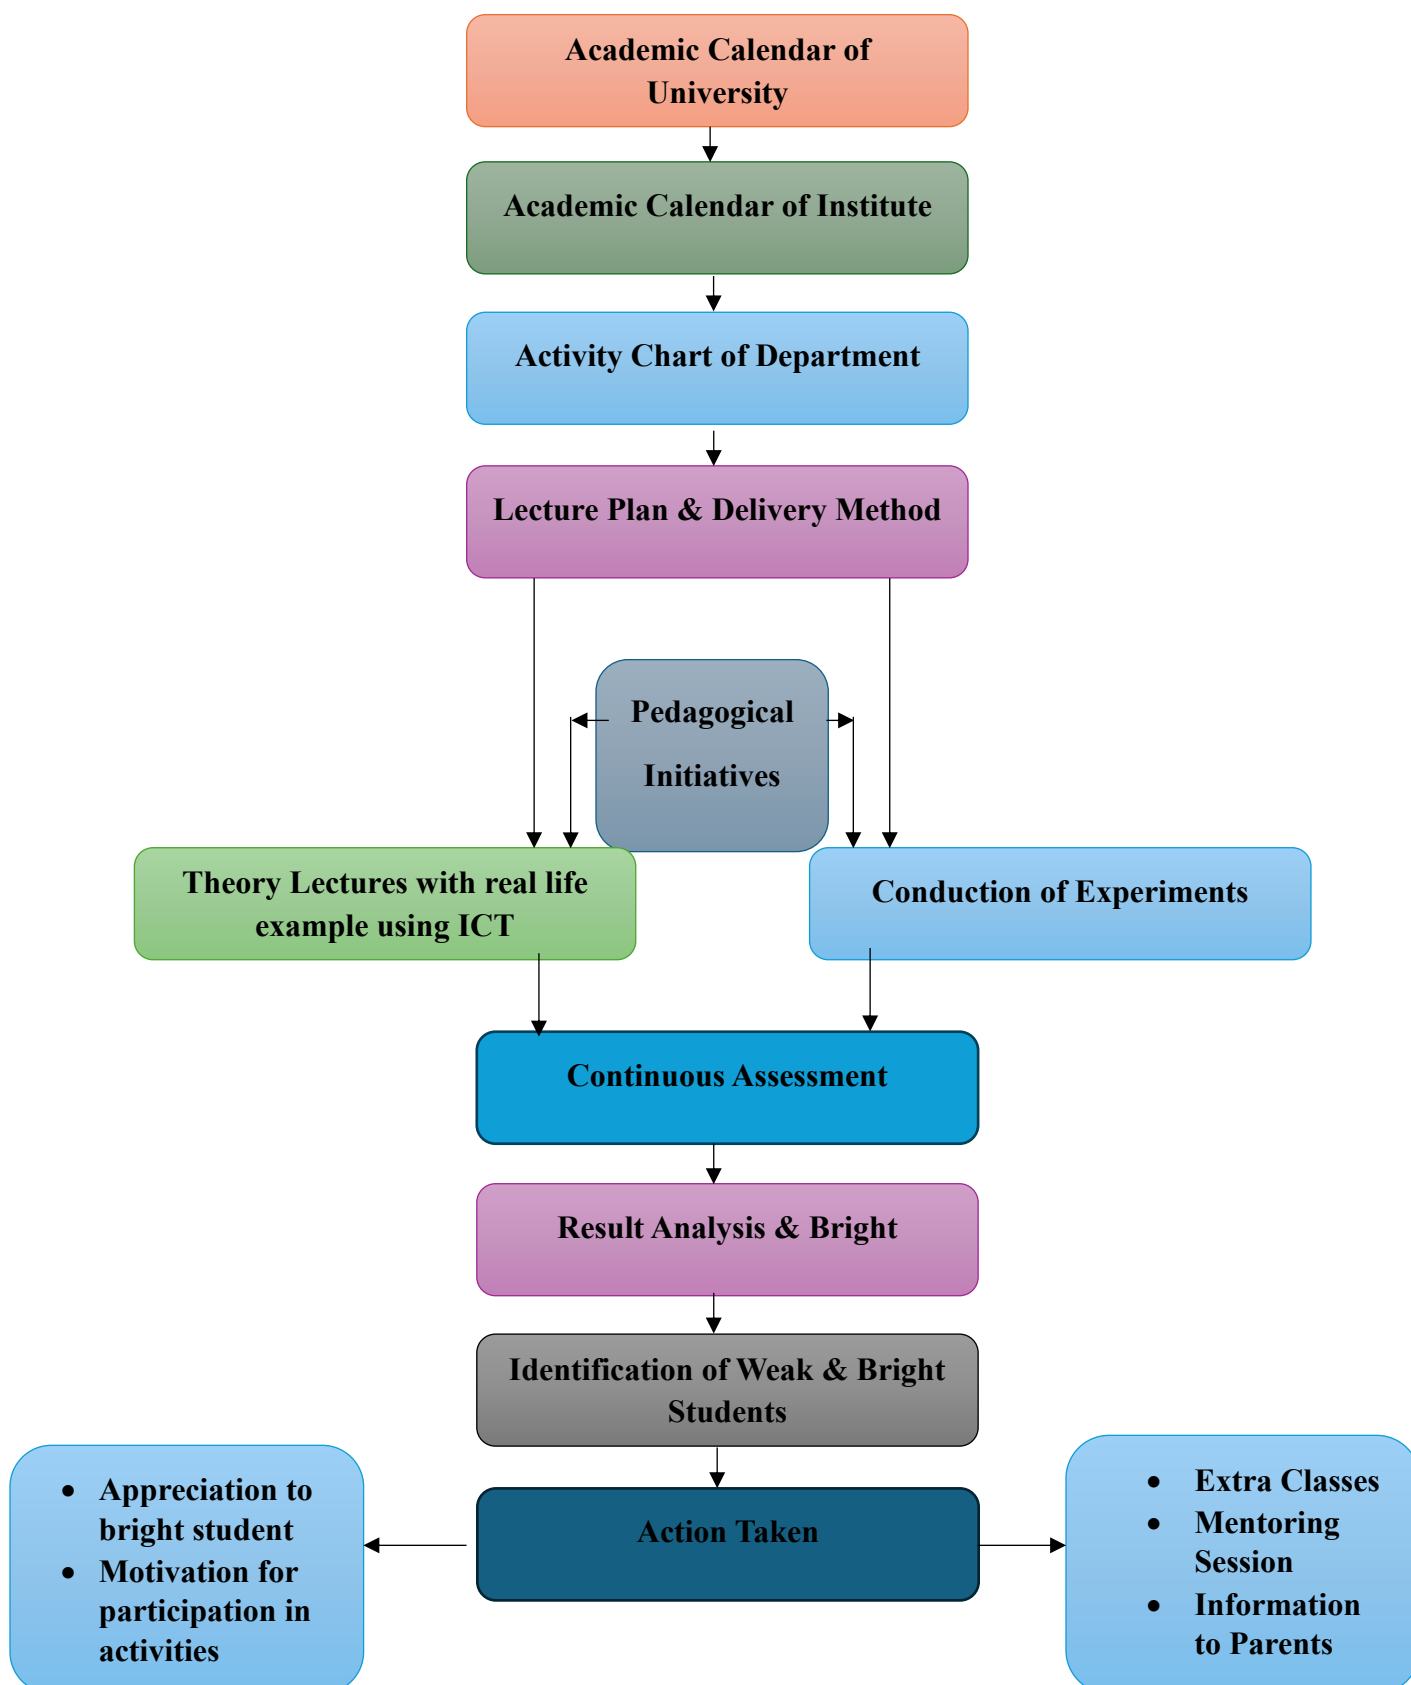 Academic Calendar of
University
Academic Calendar of Institute
Activity Chart of Department
Lecture Plan & Delivery Method
Pedagogical
Initiatives
Theory Lectures with real life
example using ICT
Conduction of Experiments
Continuous Assessment
Result Analysis & Bright
Identification of Weak & Bright
Students
Action Taken
• Appreciation to
bright student
• Motivation for
participation in
activities
• Extra Classes
• Mentoring
Session
• Information
to Parents